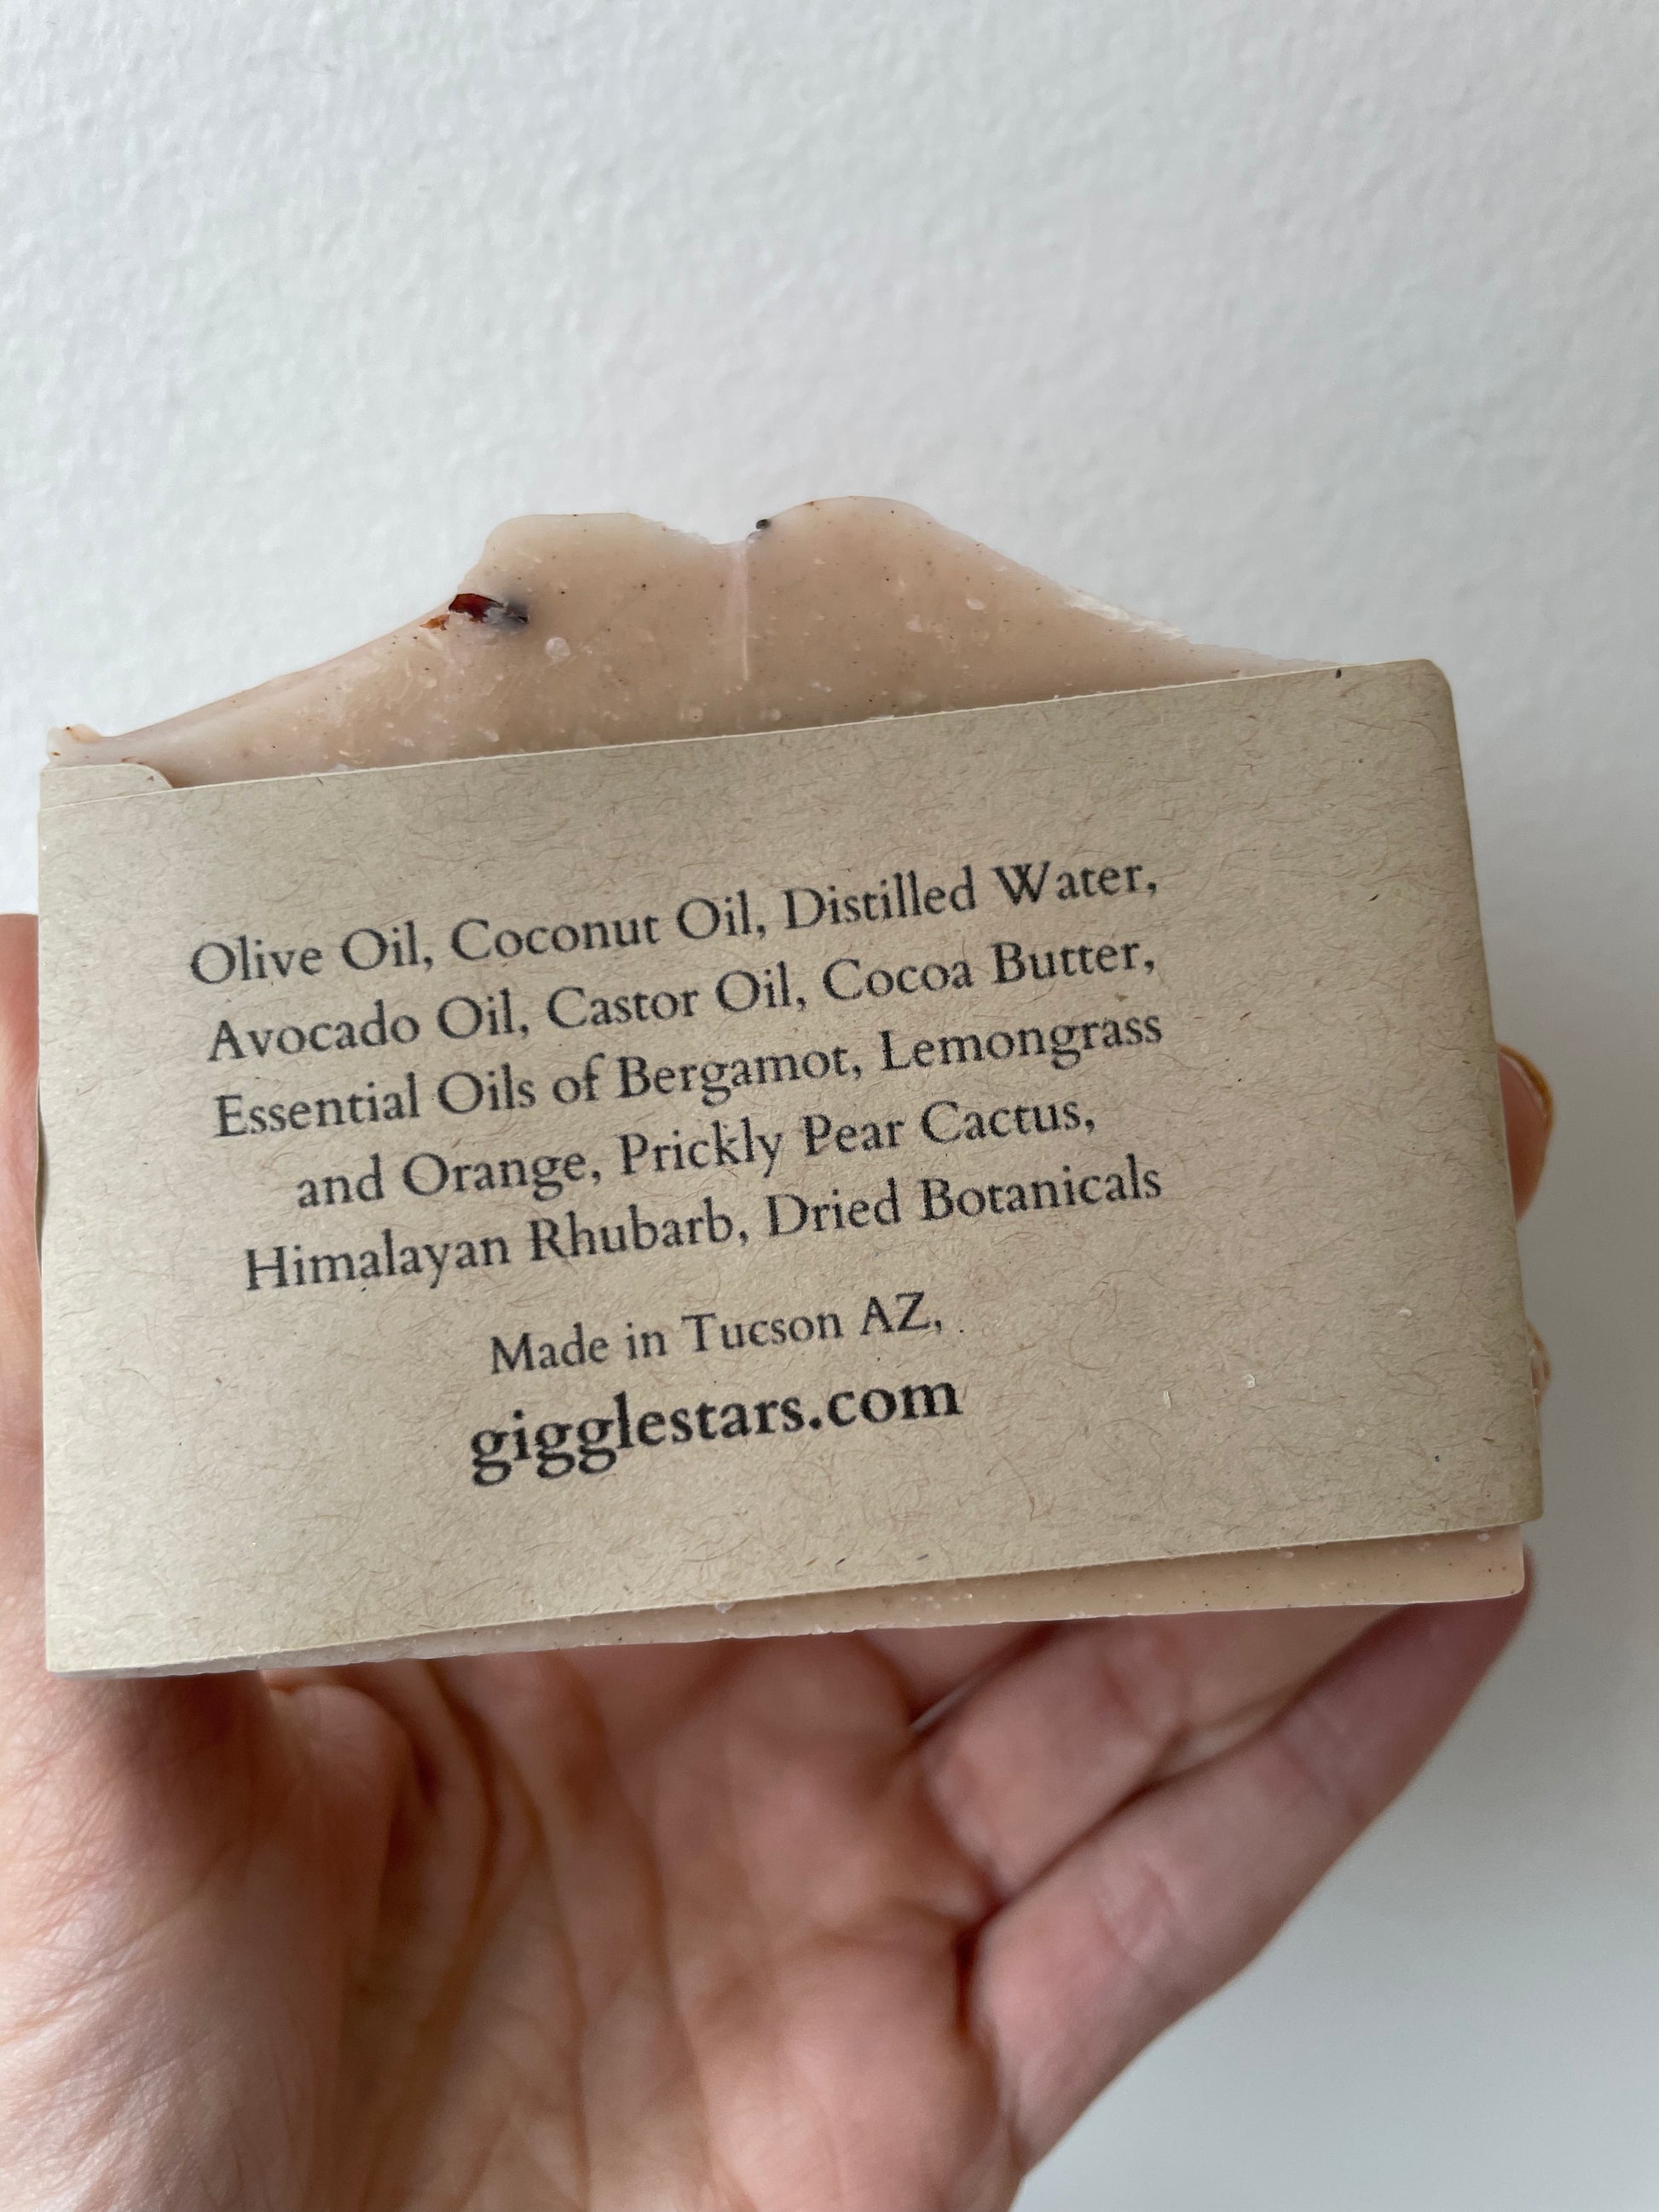 Olive Oil, Coconut Oil, Distilled Water,
Avocado Oil, Castor Oil, Cocoa Butter,
Essential Oils of Bergamot, Lemongrass
and Orange, Prickly Pear Cactus,
Himalayan Rhubarb, Dried Botanicals
Made in Tucson AZ,
gigglestars.com